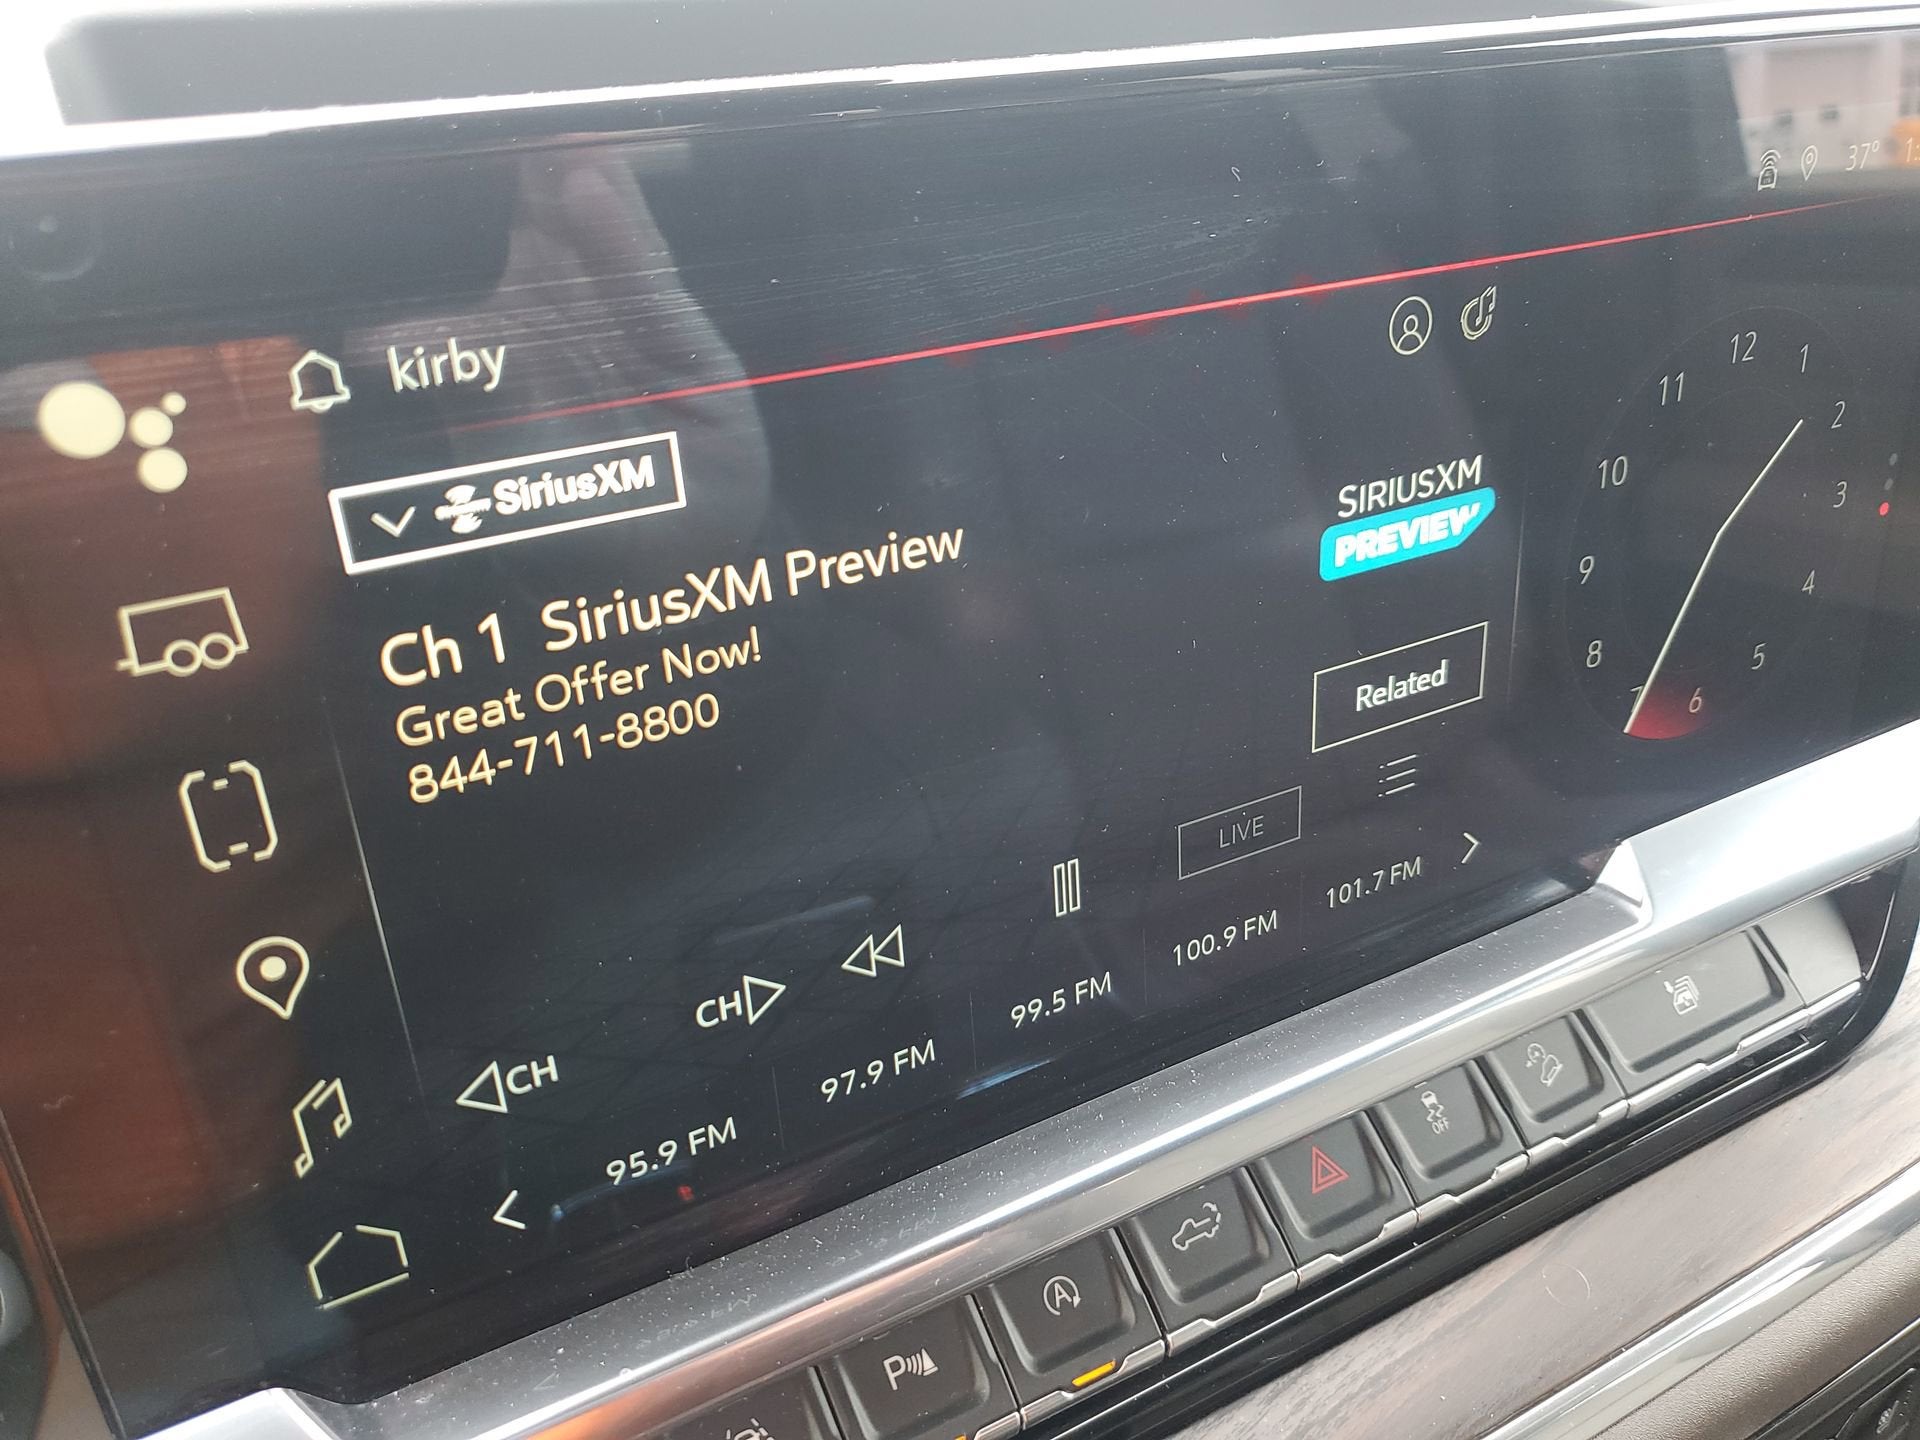 37°
kirby
SiriusXM
Ch 1 SiriusXM Preview
Great Offer Now!
844-711-8800
SIRIUSXM
PREVIEW
Related
LIVE
CH
CH
95.9 FM
97.9 FM
99.5 FM
100.9 FM
101.7 FM
12
1
2
3
4
5
6
7
8
9
10
11
P
A
OFF